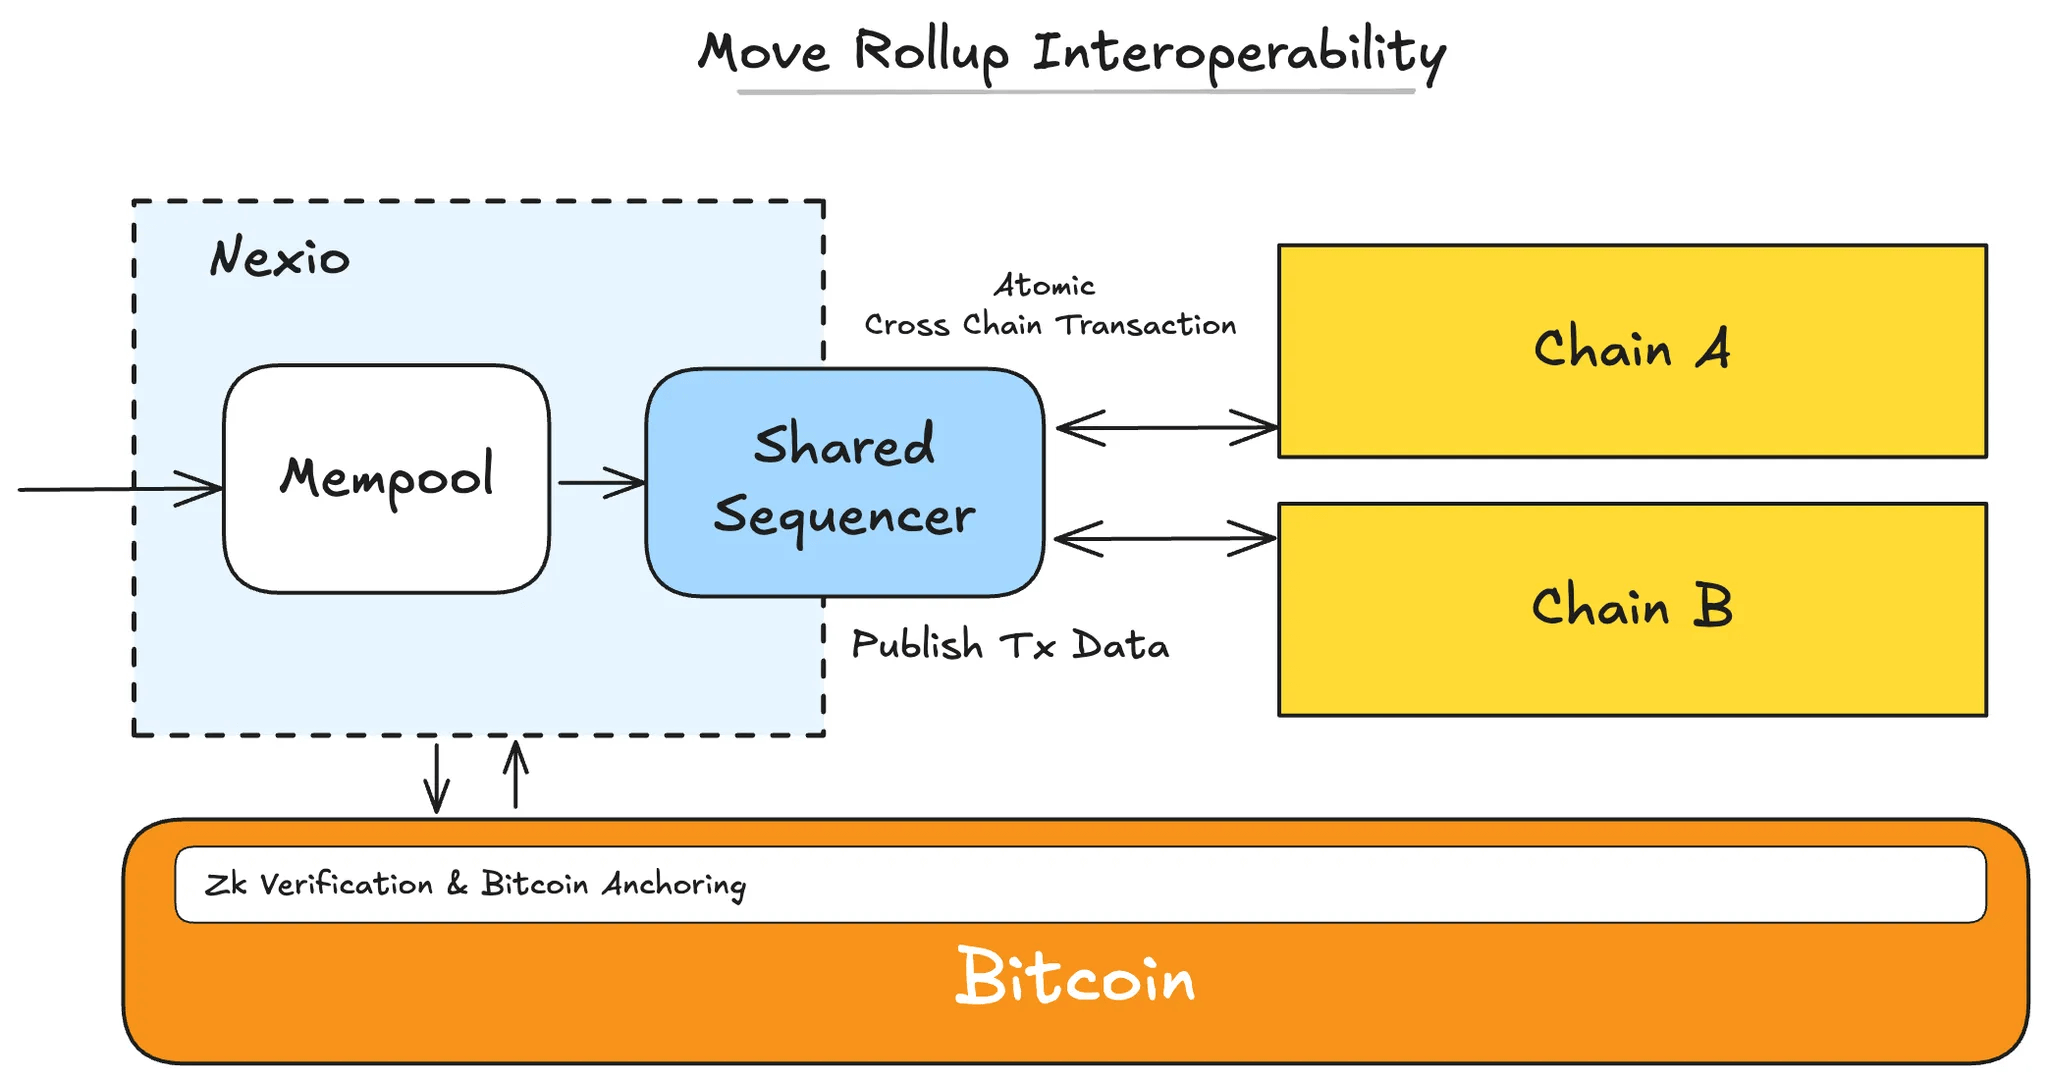 Move Rollup Interoperability
Nexio
Atomic
Cross Chain Transaction
Chain A
Mempool
Shared
Sequencer
Chain B
Publish Tx Data
Zk Verification & Bitcoin Anchoring
Bitcoin